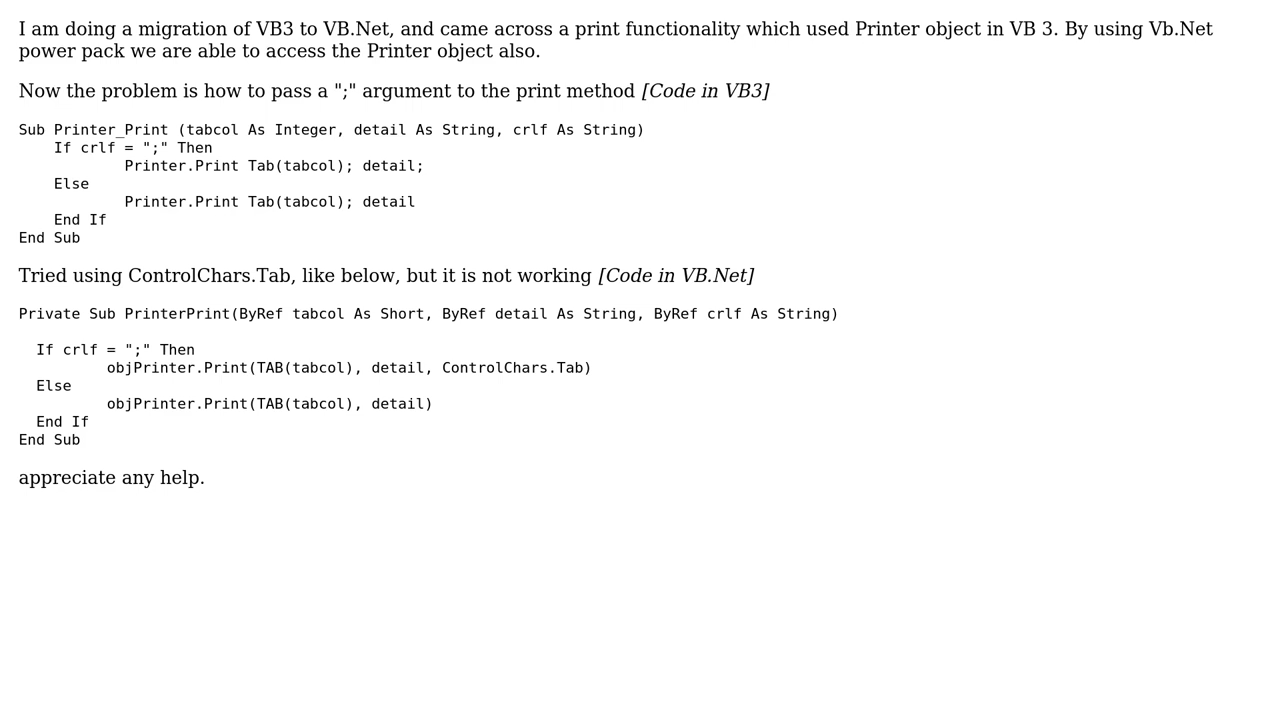 I am doing a migration of VB3 to VB.Net, and came across a print functionality which used Printer object in VB 3. By using Vb.Net
power pack we are able to access the Printer object also.
Now the problem is how to pass a ";" argument to the print method [Code in VB3]
Sub Printer_Print (tabcol As Integer, detail As String, crlf As String)
    If crlf = ";" Then
            Printer.Print Tab(tabcol); detail;
    Else
            Printer.Print Tab(tabcol); detail
    End If
End Sub
Tried using ControlChars.Tab, like below, but it is not working [Code in VB.Net]
Private Sub PrinterPrint(ByRef tabcol As Short, ByRef detail As String, ByRef crlf As String)
  If crlf = ";" Then
          objPrinter.Print(TAB(tabcol), detail, ControlChars.Tab)
  Else
          objPrinter.Print(TAB(tabcol), detail)
  End If
End Sub
appreciate any help.